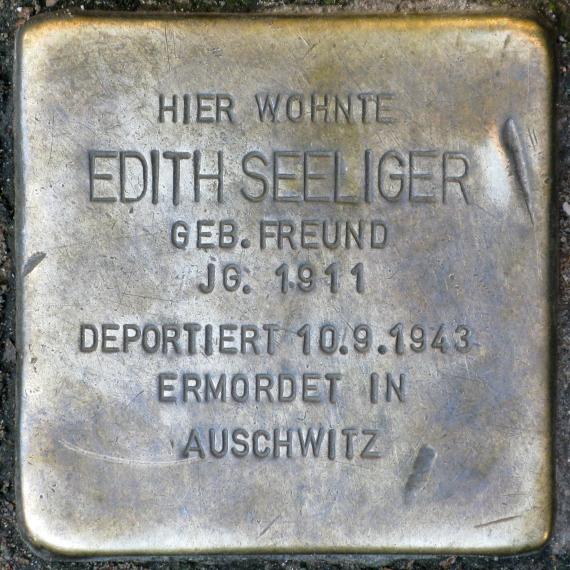 HIER WOHNTE
EDITH SEELIGER
GEB. FREUND
JG. 1911
DEPORTIERT 10.9.1943
ERMORDET IN
AUSCHWITZ